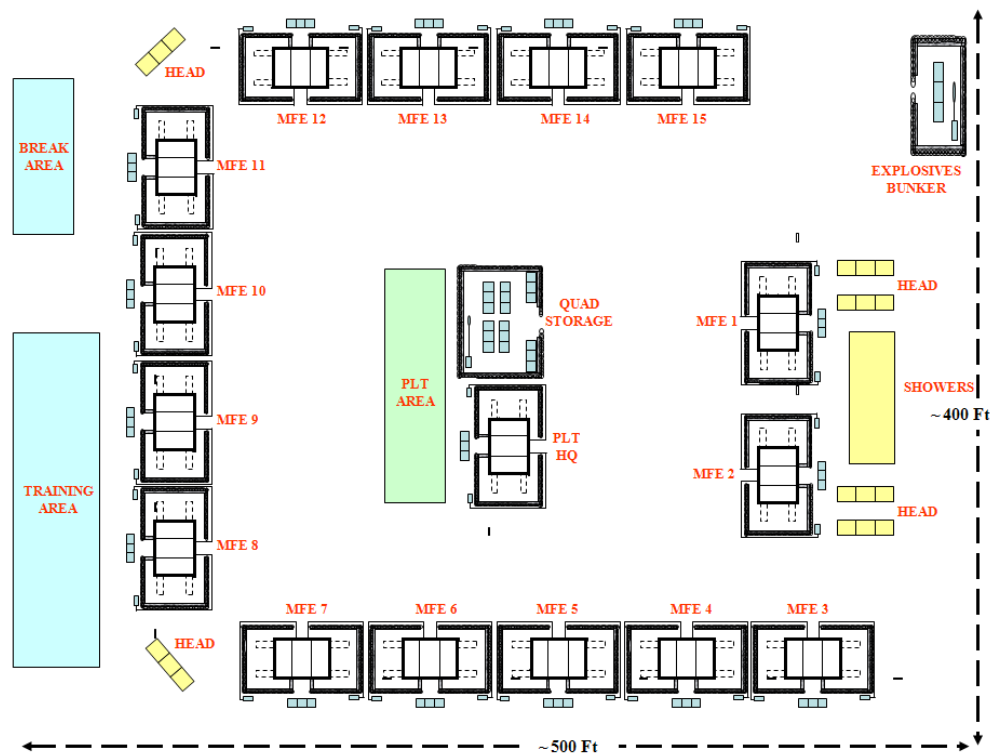 HEAD
MFE 12
MFE 13
MFE 14
MFE 15
BREAK
AREA
MFE 11
EXPLOSIVES
BUNKER
MFE 10
HEAD
QUAD
STORAGE
MFE 1
PLT
AREA
SHOWERS
~400 Ft
MFE 9
PLT
HQ
MFE 2
TRAINING
AREA
HEAD
MFE 8
MFE 7
MFE 6
MFE 5
MFE 4
MFE 3
HEAD
~500 Ft